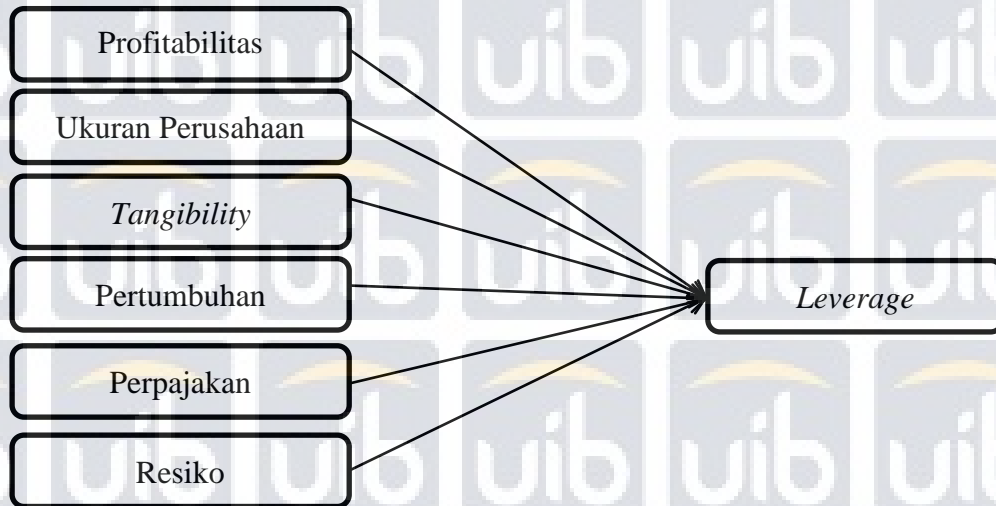 Profitabilitas
Ukuran Perusahaan
Tangibility
Pertumbuhan
Leverage
Perpajakan
Resiko